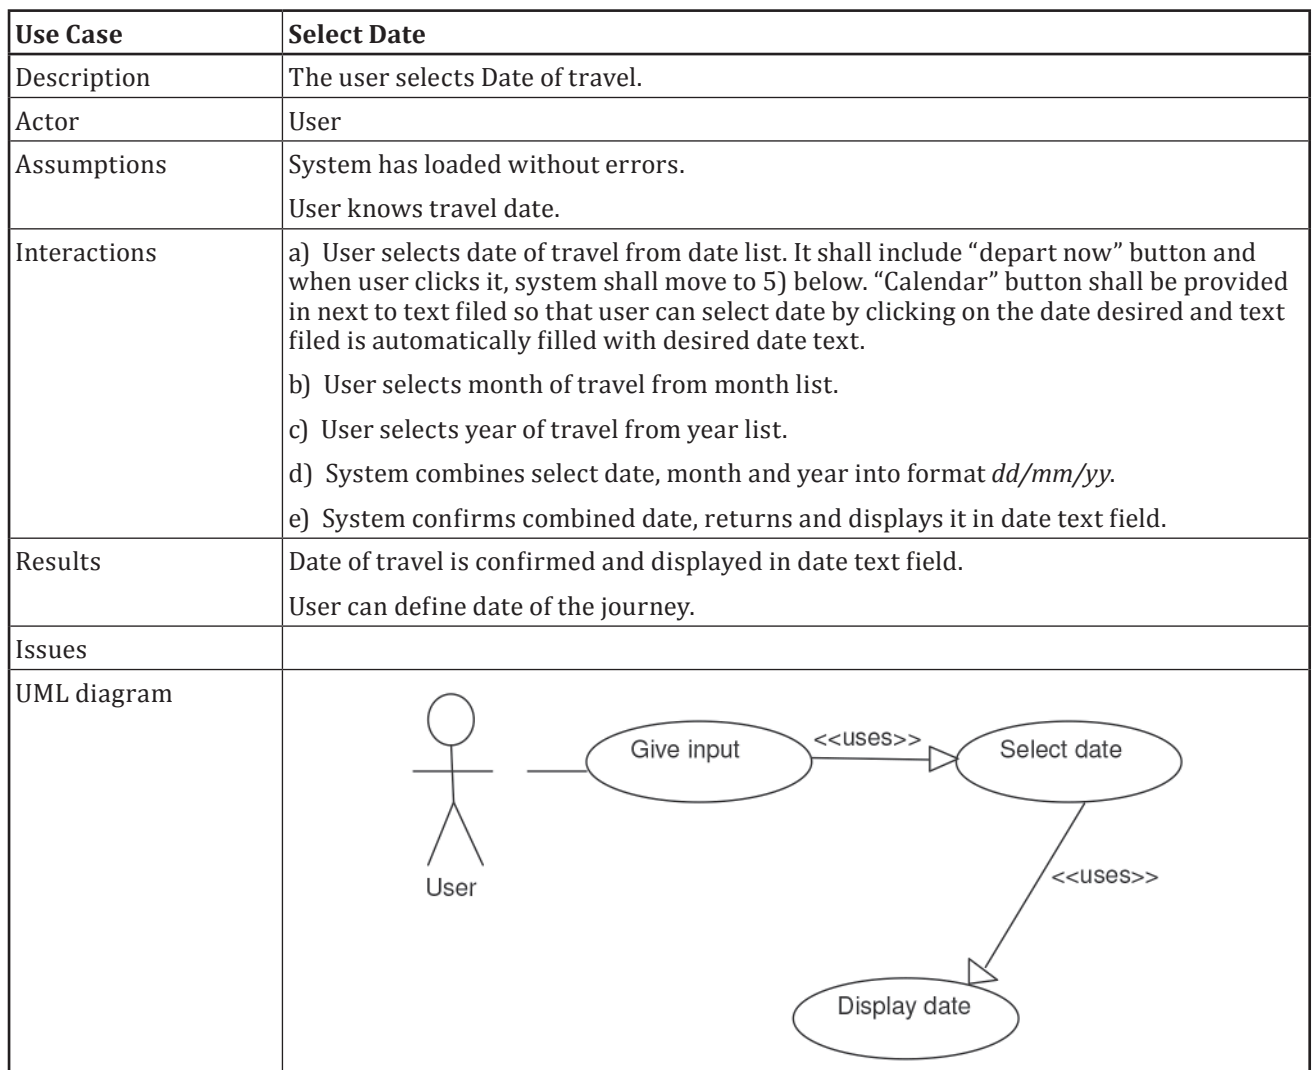 Use Case Select Date
Description The user selects Date of travel.
Actor User
Assumptions System has loaded without errors.
User knows travel date.
Interactions a) User selects date of travel from date list. It shall include “depart now” button and
when user clicks it, system shall move to 5) below. “Calendar” button shall be provided
in next to text filed so that user can select date by clicking on the date desired and text
filed is automatically filled with desired date text.
b) User selects month of travel from month list.
c) User selects year of travel from year list.
d) System combines select date, month and year into format dd/mm/yy.
e) System confirms combined date, returns and displays it in date text field.
Results Date of travel is confirmed and displayed in date text field.
User can define date of the journey.
Issues
UML diagram
Give input
<<uses>>
Select date
User
<<uses>>
Display date